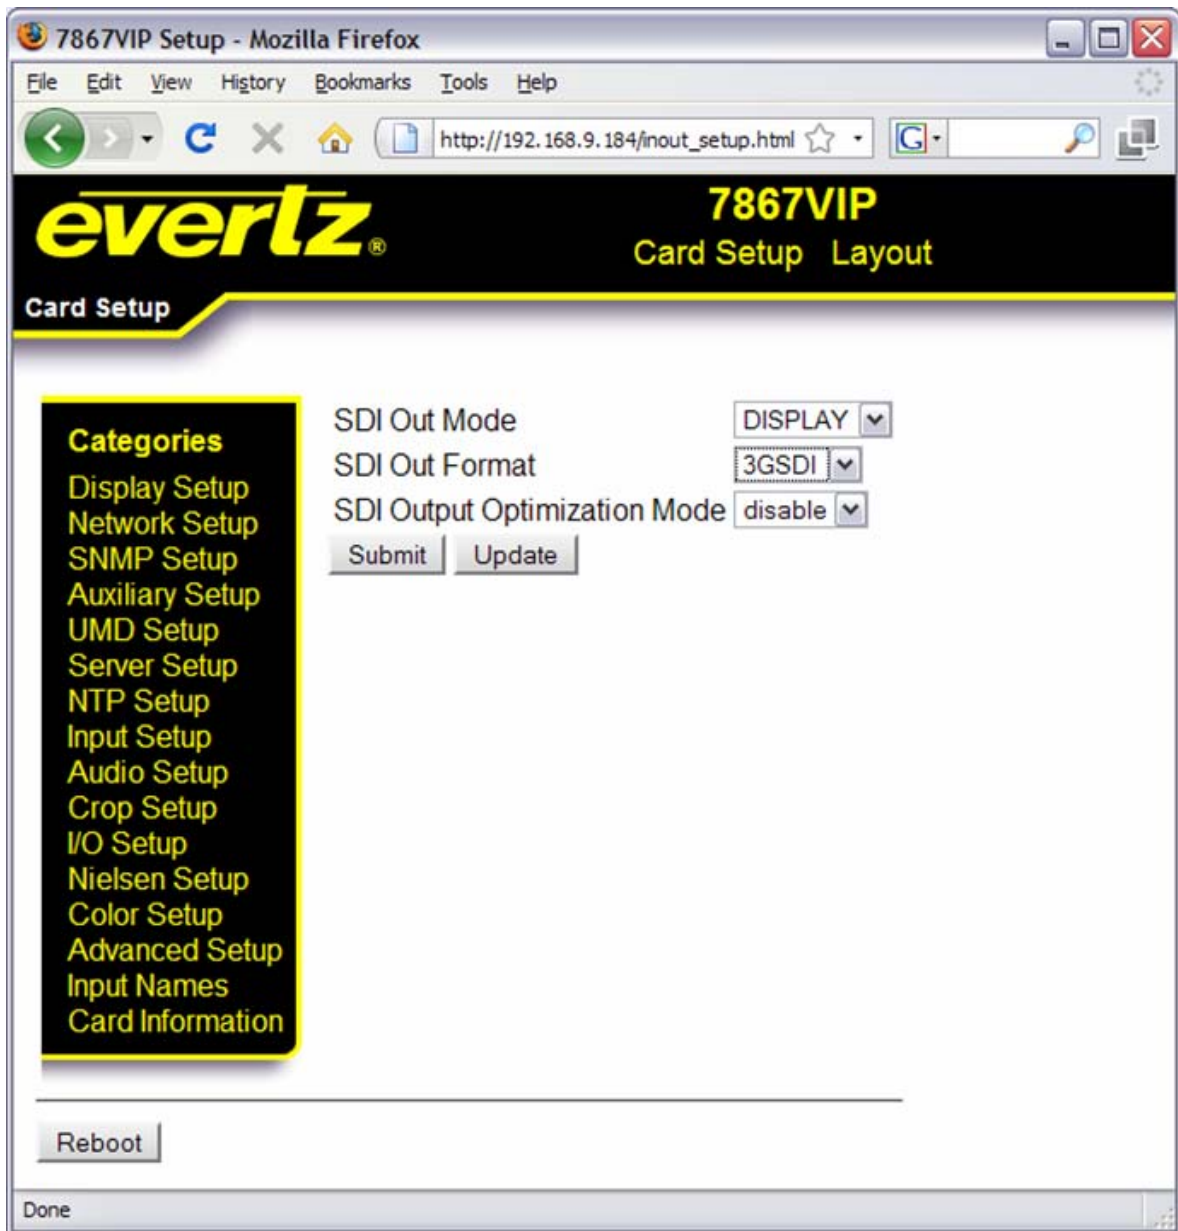 7867VIP Setup - Mozilla Firefox
File Edit View History Bookmarks Tools Help
http://192.168.9.184/inout_setup.html G
evertz®
7867VIP
Card Setup Layout
Card Setup
Categories
Display Setup
Network Setup
SNMP Setup
Auxiliary Setup
UMD Setup
Server Setup
NTP Setup
Input Setup
Audio Setup
Crop Setup
I/O Setup
Nielsen Setup
Color Setup
Advanced Setup
Input Names
Card Information
SDI Out Mode DISPLAY
SDI Out Format 3GSDI
SDI Output Optimization Mode disable
Submit Update
Reboot
Done